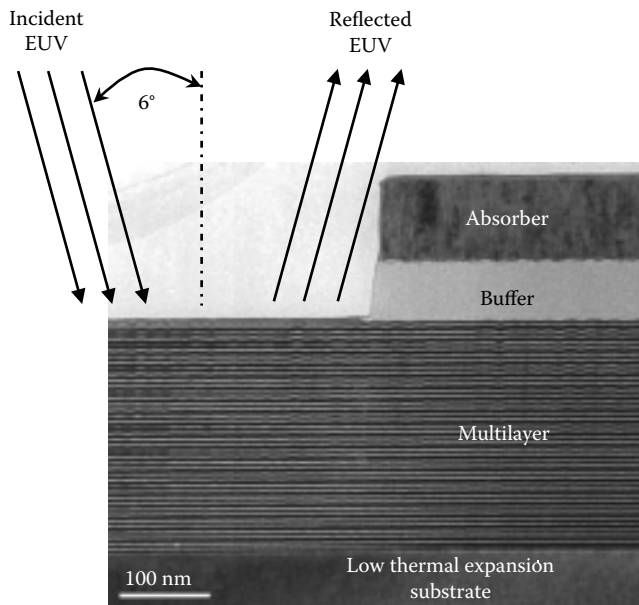 Incident
EUV
Reflected
EUV
6°
Absorber
Buffer
Multilayer
Low thermal expansion
substrate
100 nm